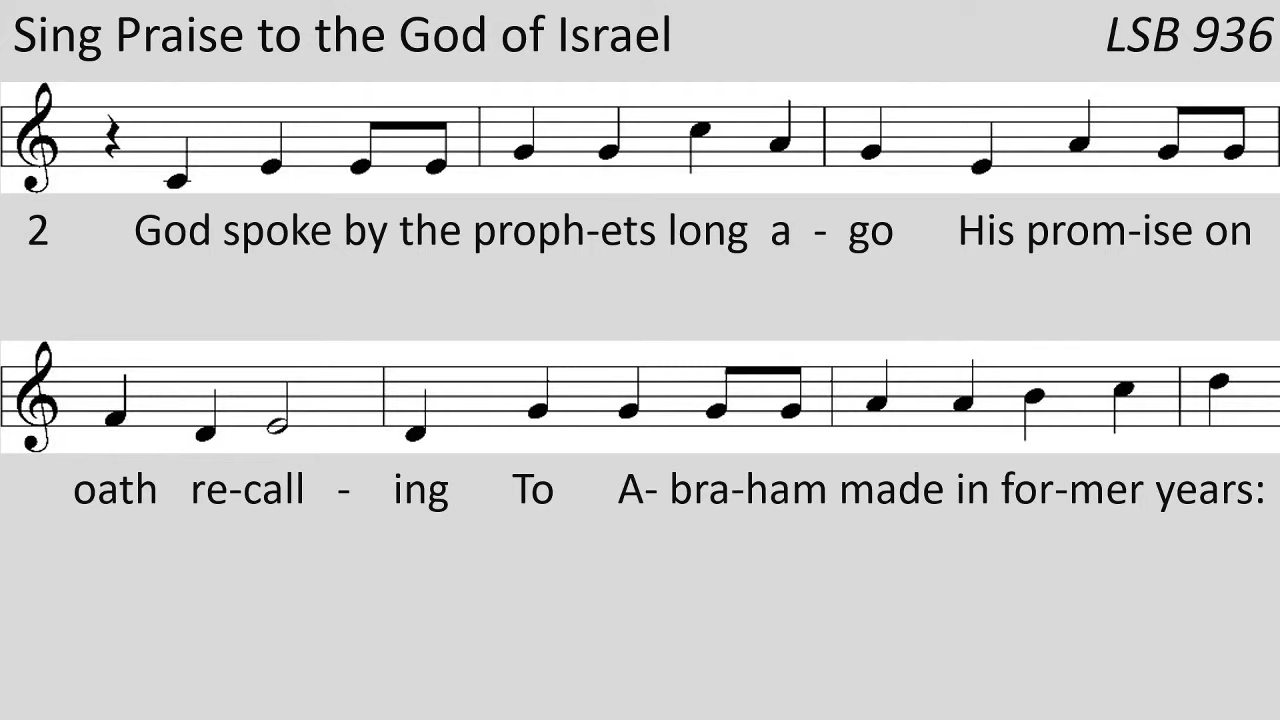 Sing Praise to the God of Israel LSB 936
2 God spoke by the proph-ets long a - go His prom-ise on
oath re-call - ing To A- bra-ham made in for-mer years: